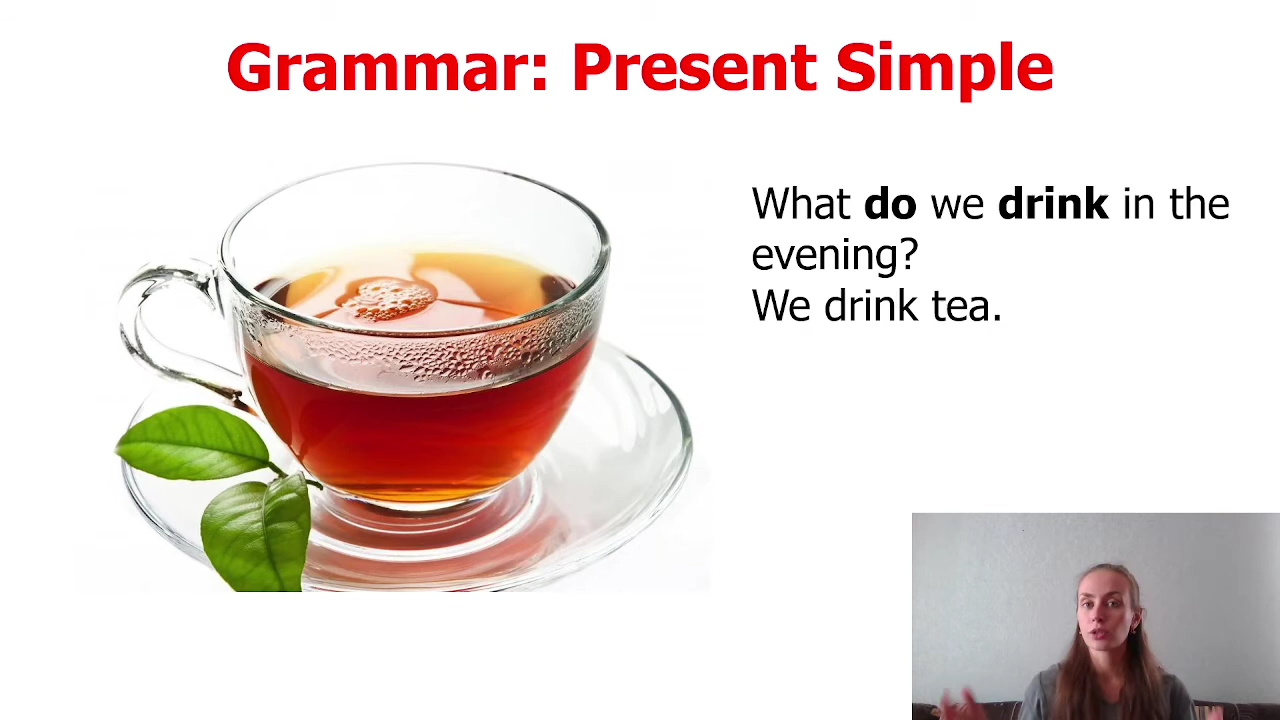 Grammar: Present Simple
What do we drink in the
evening?
We drink tea.